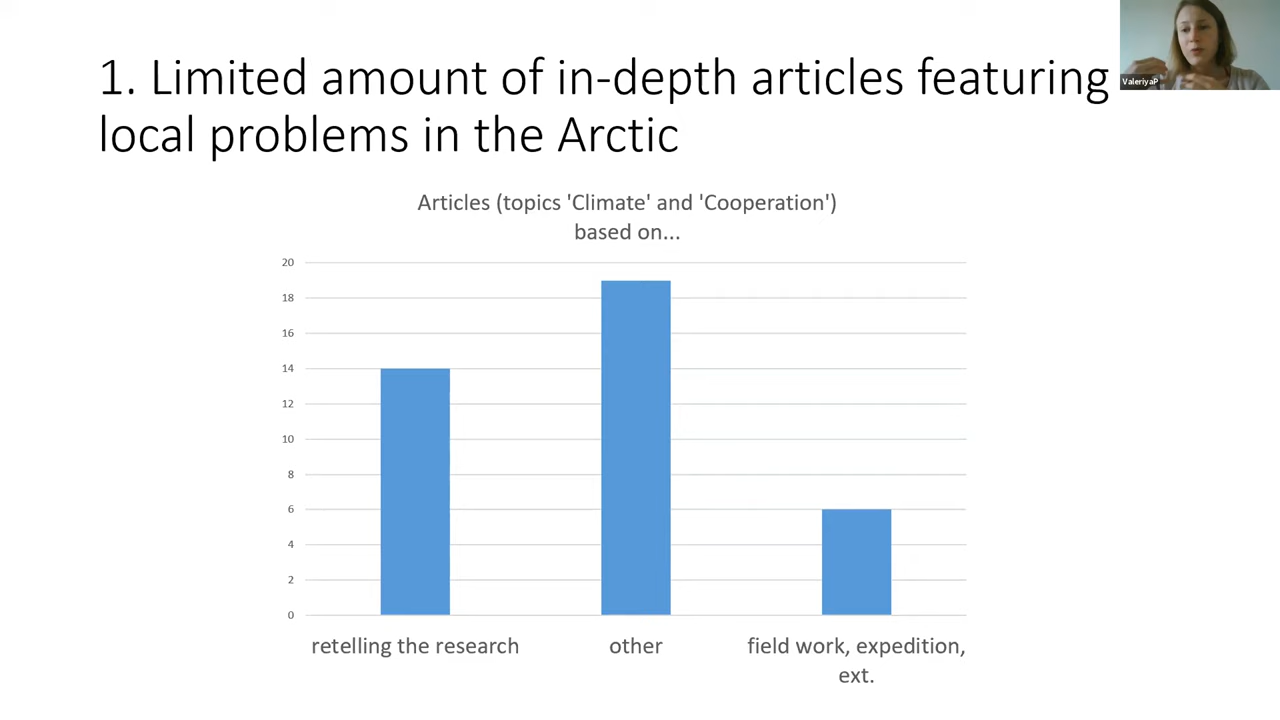 1. Limited amount of in-depth articles featuring
local problems in the Arctic
ValeriyaP
Articles (topics 'Climate' and 'Cooperation')
based on...
20
18
16
14
12
10
8
6
4
2
0
retelling the research
other
field work, expedition,
ext.